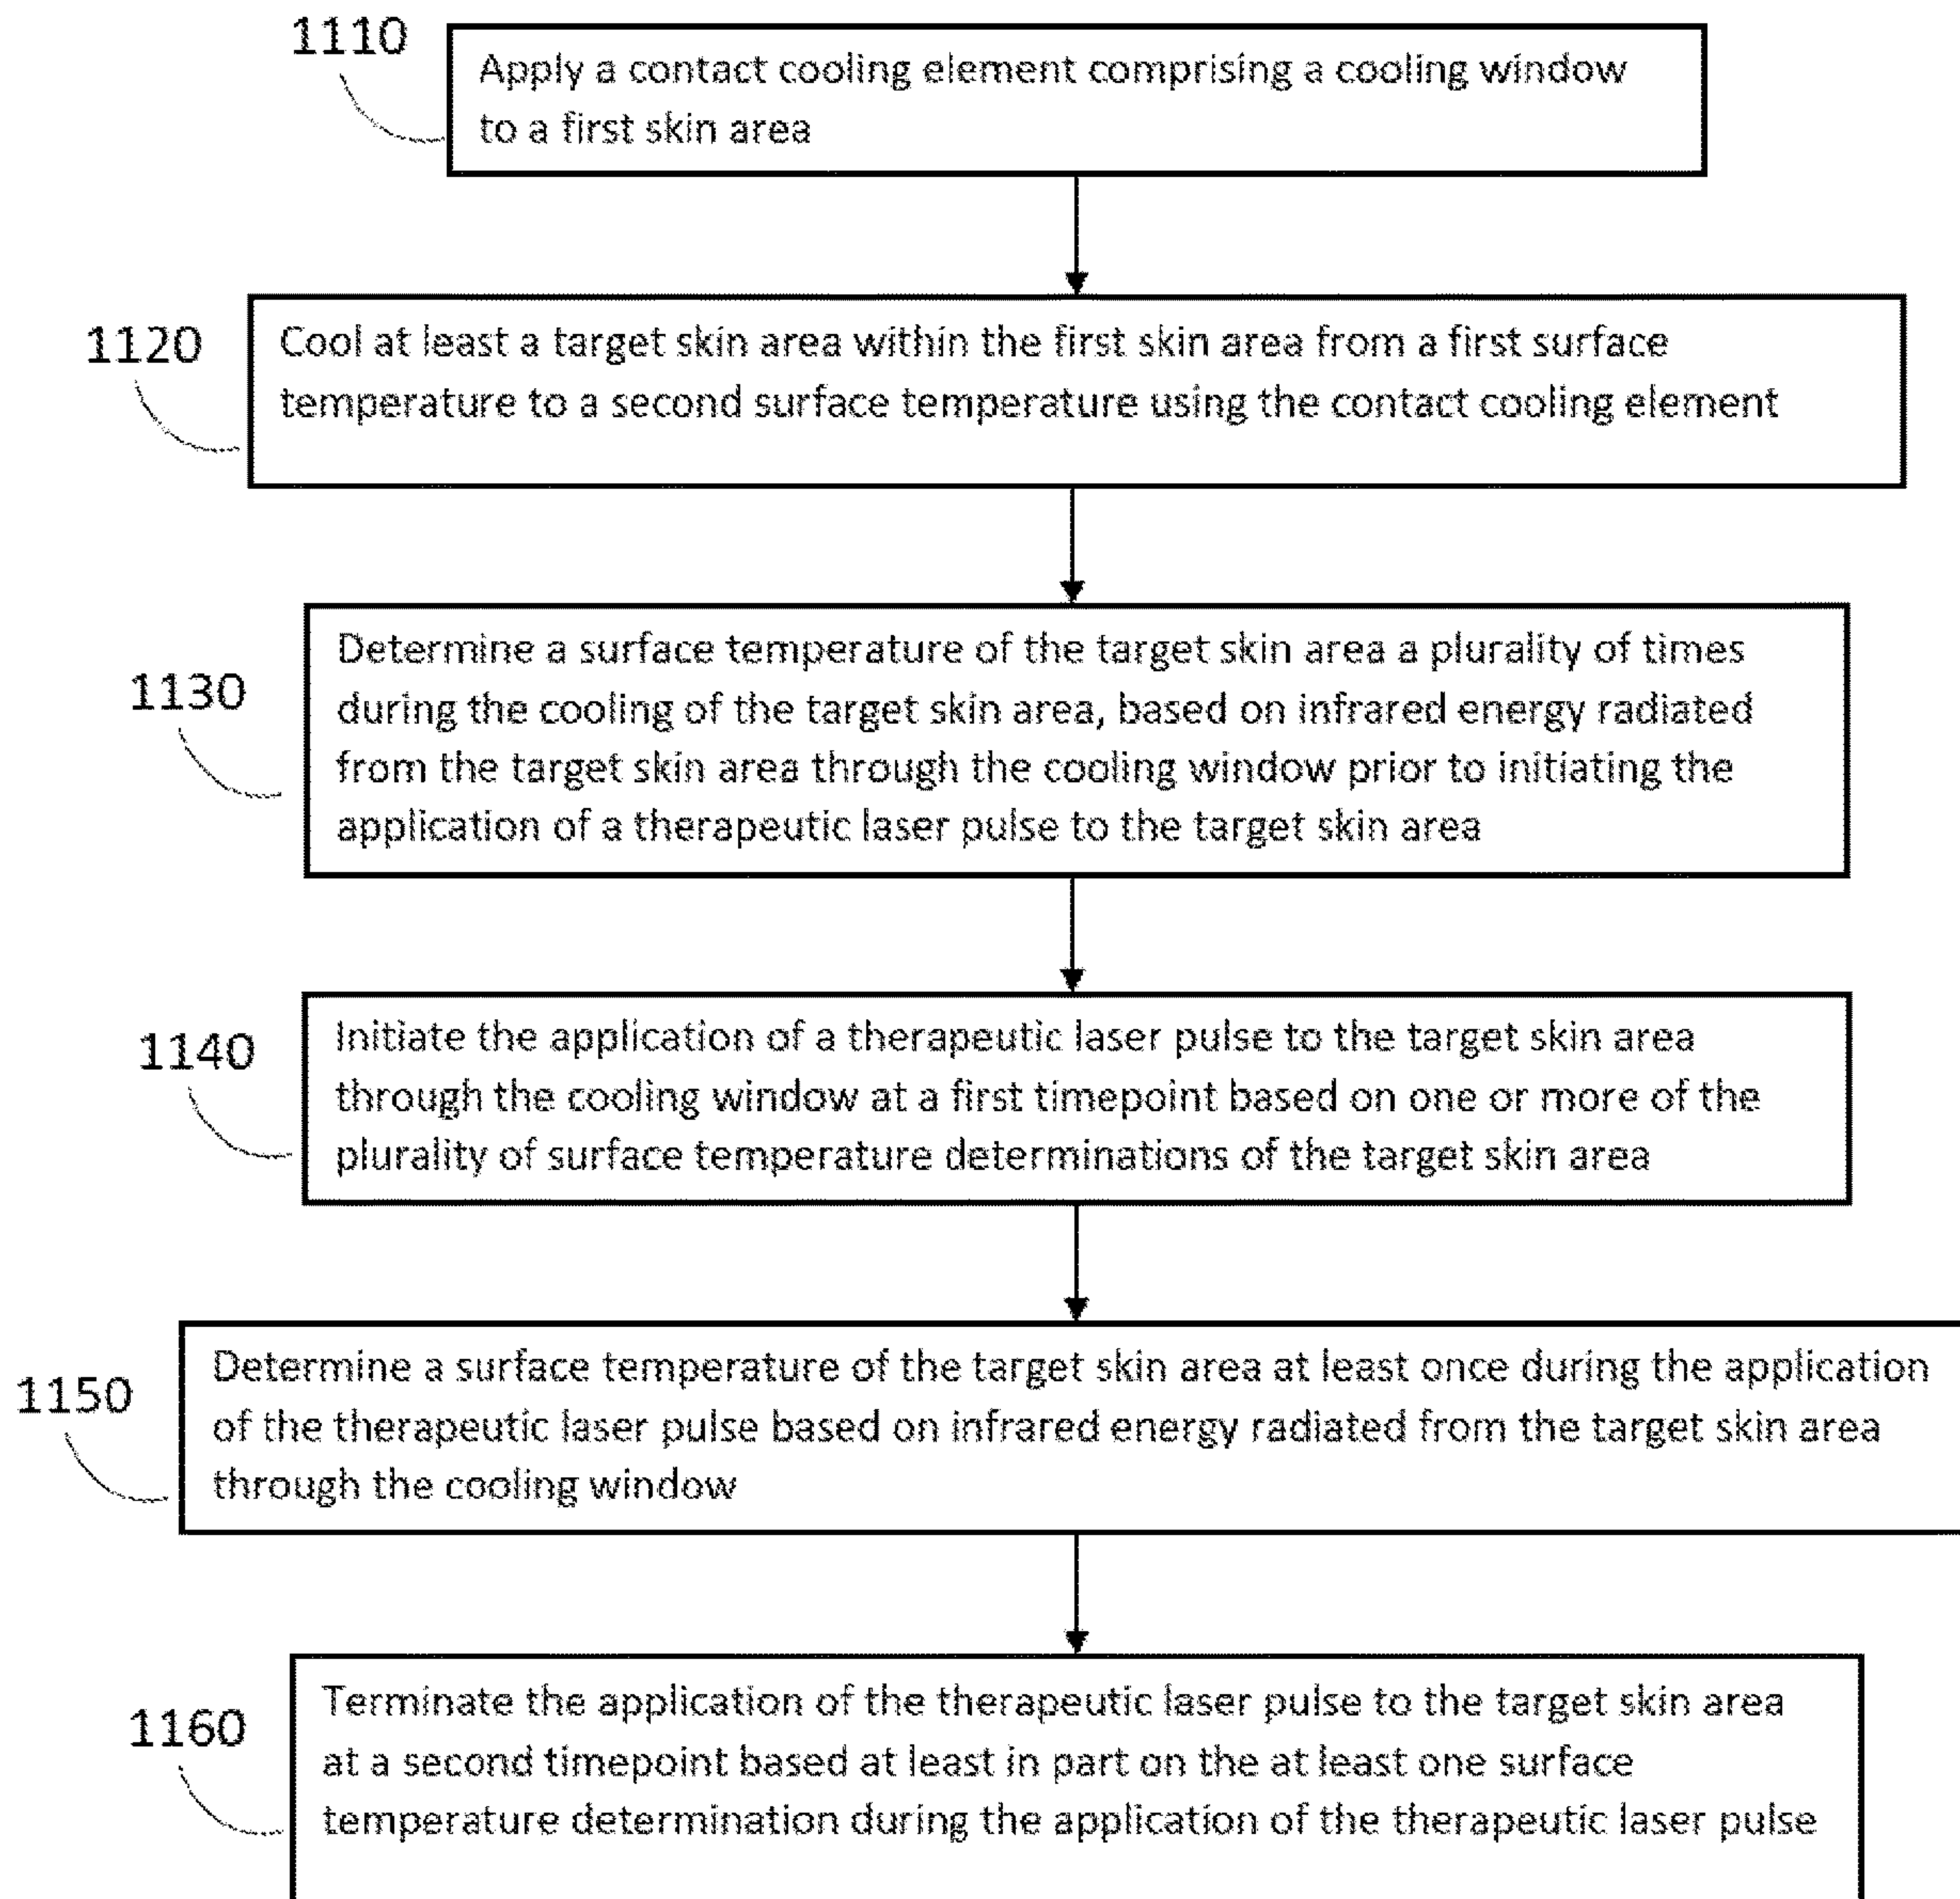 1110
Apply a contact cooling element comprising a cooling window
to a first skin area
1120
Cool at least a target skin area within the first skin area from a first surface
temperature to a second surface temperature using the contact cooling element
1130
Determine a surface temperature of the target skin area a plurality of times
during the cooling of the target skin area, based on infrared energy radiated
from the target skin area through the cooling window prior to initiating the
application of a therapeutic laser pulse to the target skin area
1140
Initiate the application of a therapeutic laser pulse to the target skin area
through the cooling window at a first timepoint based on one or more of the
plurality of surface temperature determinations of the target skin area
1150
Determine a surface temperature of the target skin area at least once during the application
of the therapeutic laser pulse based on infrared energy radiated from the target skin area
through the cooling window
1160
Terminate the application of the therapeutic laser pulse to the target skin area
at a second timepoint based at least in part on the at least one surface
temperature determination during the application of the therapeutic laser pulse